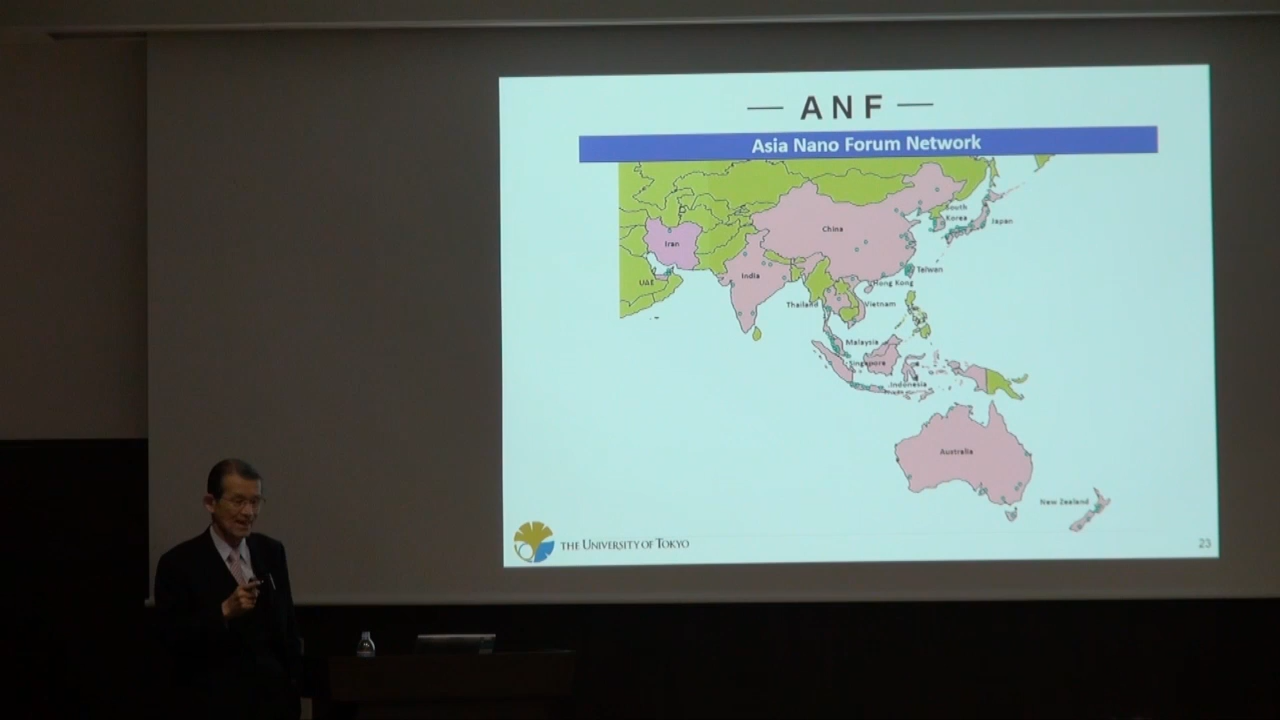 — ANF —
Asia Nano Forum Network
South
Korea
Japan
China
Iran
India
UAE
Taiwan
Hong Kong
Thailand
Vietnam
Malaysia
Singapore
Indonesia
Australia
New Zealand
THE UNIVERSITY OF TOKYO
23